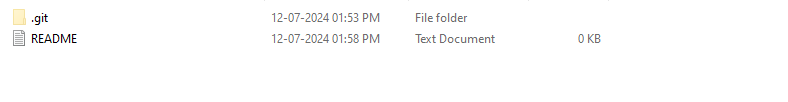 .git 12-07-2024 01:53 PM File folder
README 12-07-2024 01:58 PM Text Document 0 KB